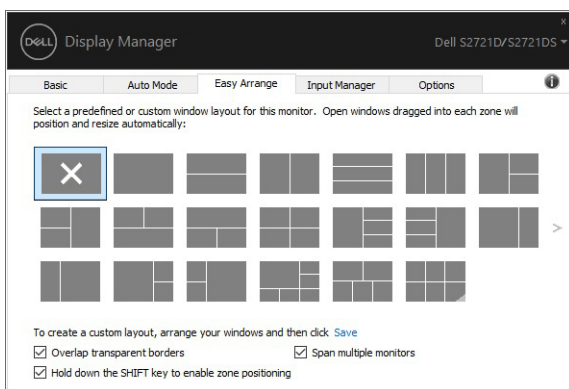 x
DELL Display Manager Dell S2721D/S2721DS
Basic Auto Mode Easy Arrange Input Manager Options
Select a predefined or custom window layout for this monitor. Open windows dragged into each zone will
position and resize automatically:
To create a custom layout, arrange your windows and then click Save
Overlap transparent borders Span multiple monitors
Hold down the SHIFT key to enable zone positioning